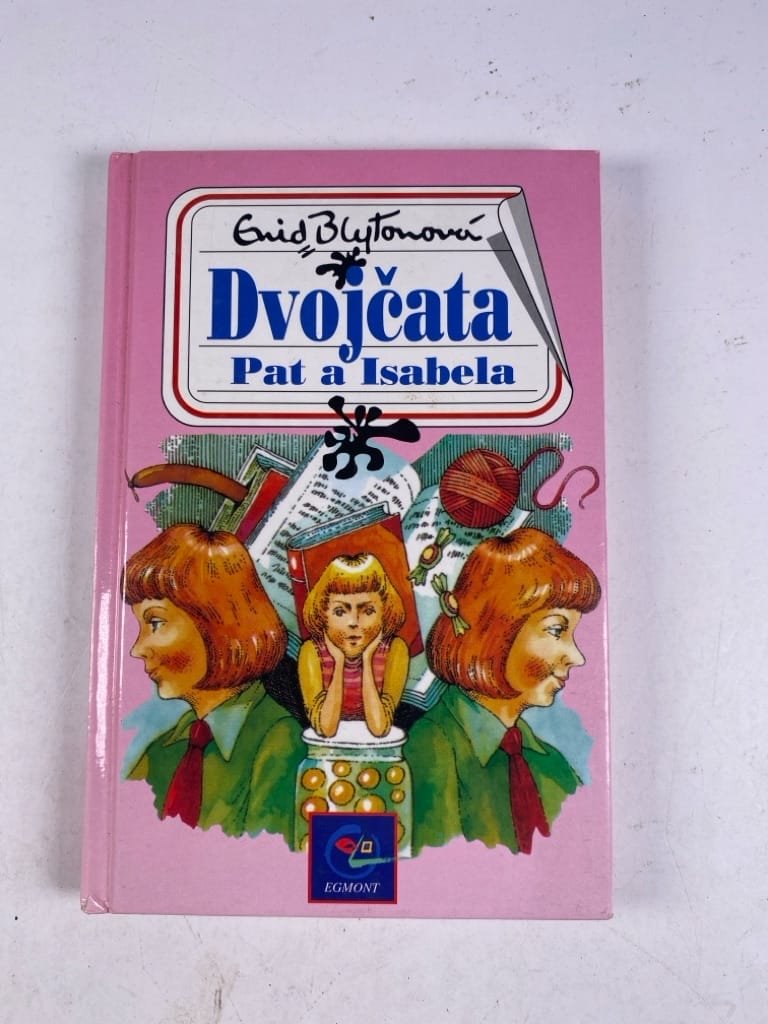 Enid Blytonová
Dvojčata
Pat a Isabela
EGMONT